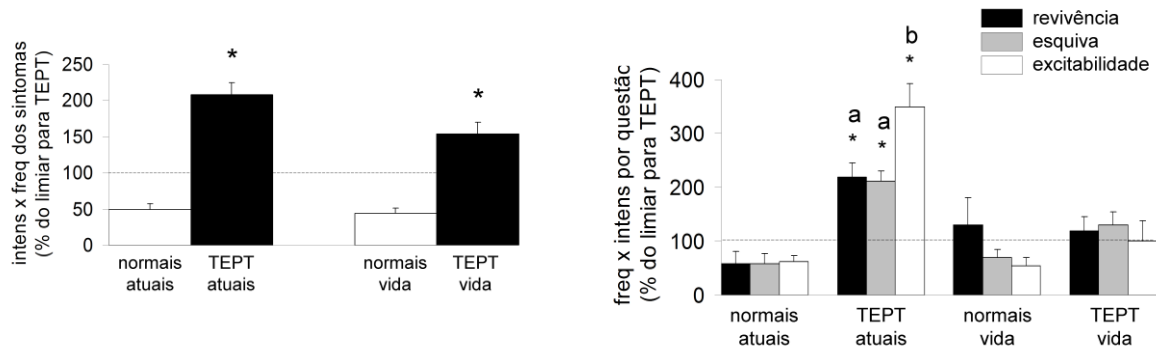 intens x freq dos sintomas
(% do limiar para TEPT)
250
200
150
100
50
0
*
*
normais
atuais
TEPT
atuais
normais
vida
TEPT
vida
revivência
esquiva
excitabilidade
freq x intens por questão
(% do limiar para TEPT)
400
300
200
100
0
a
*
a
*
b
*
normais
atuais
TEPT
atuais
normais
vida
TEPT
vida